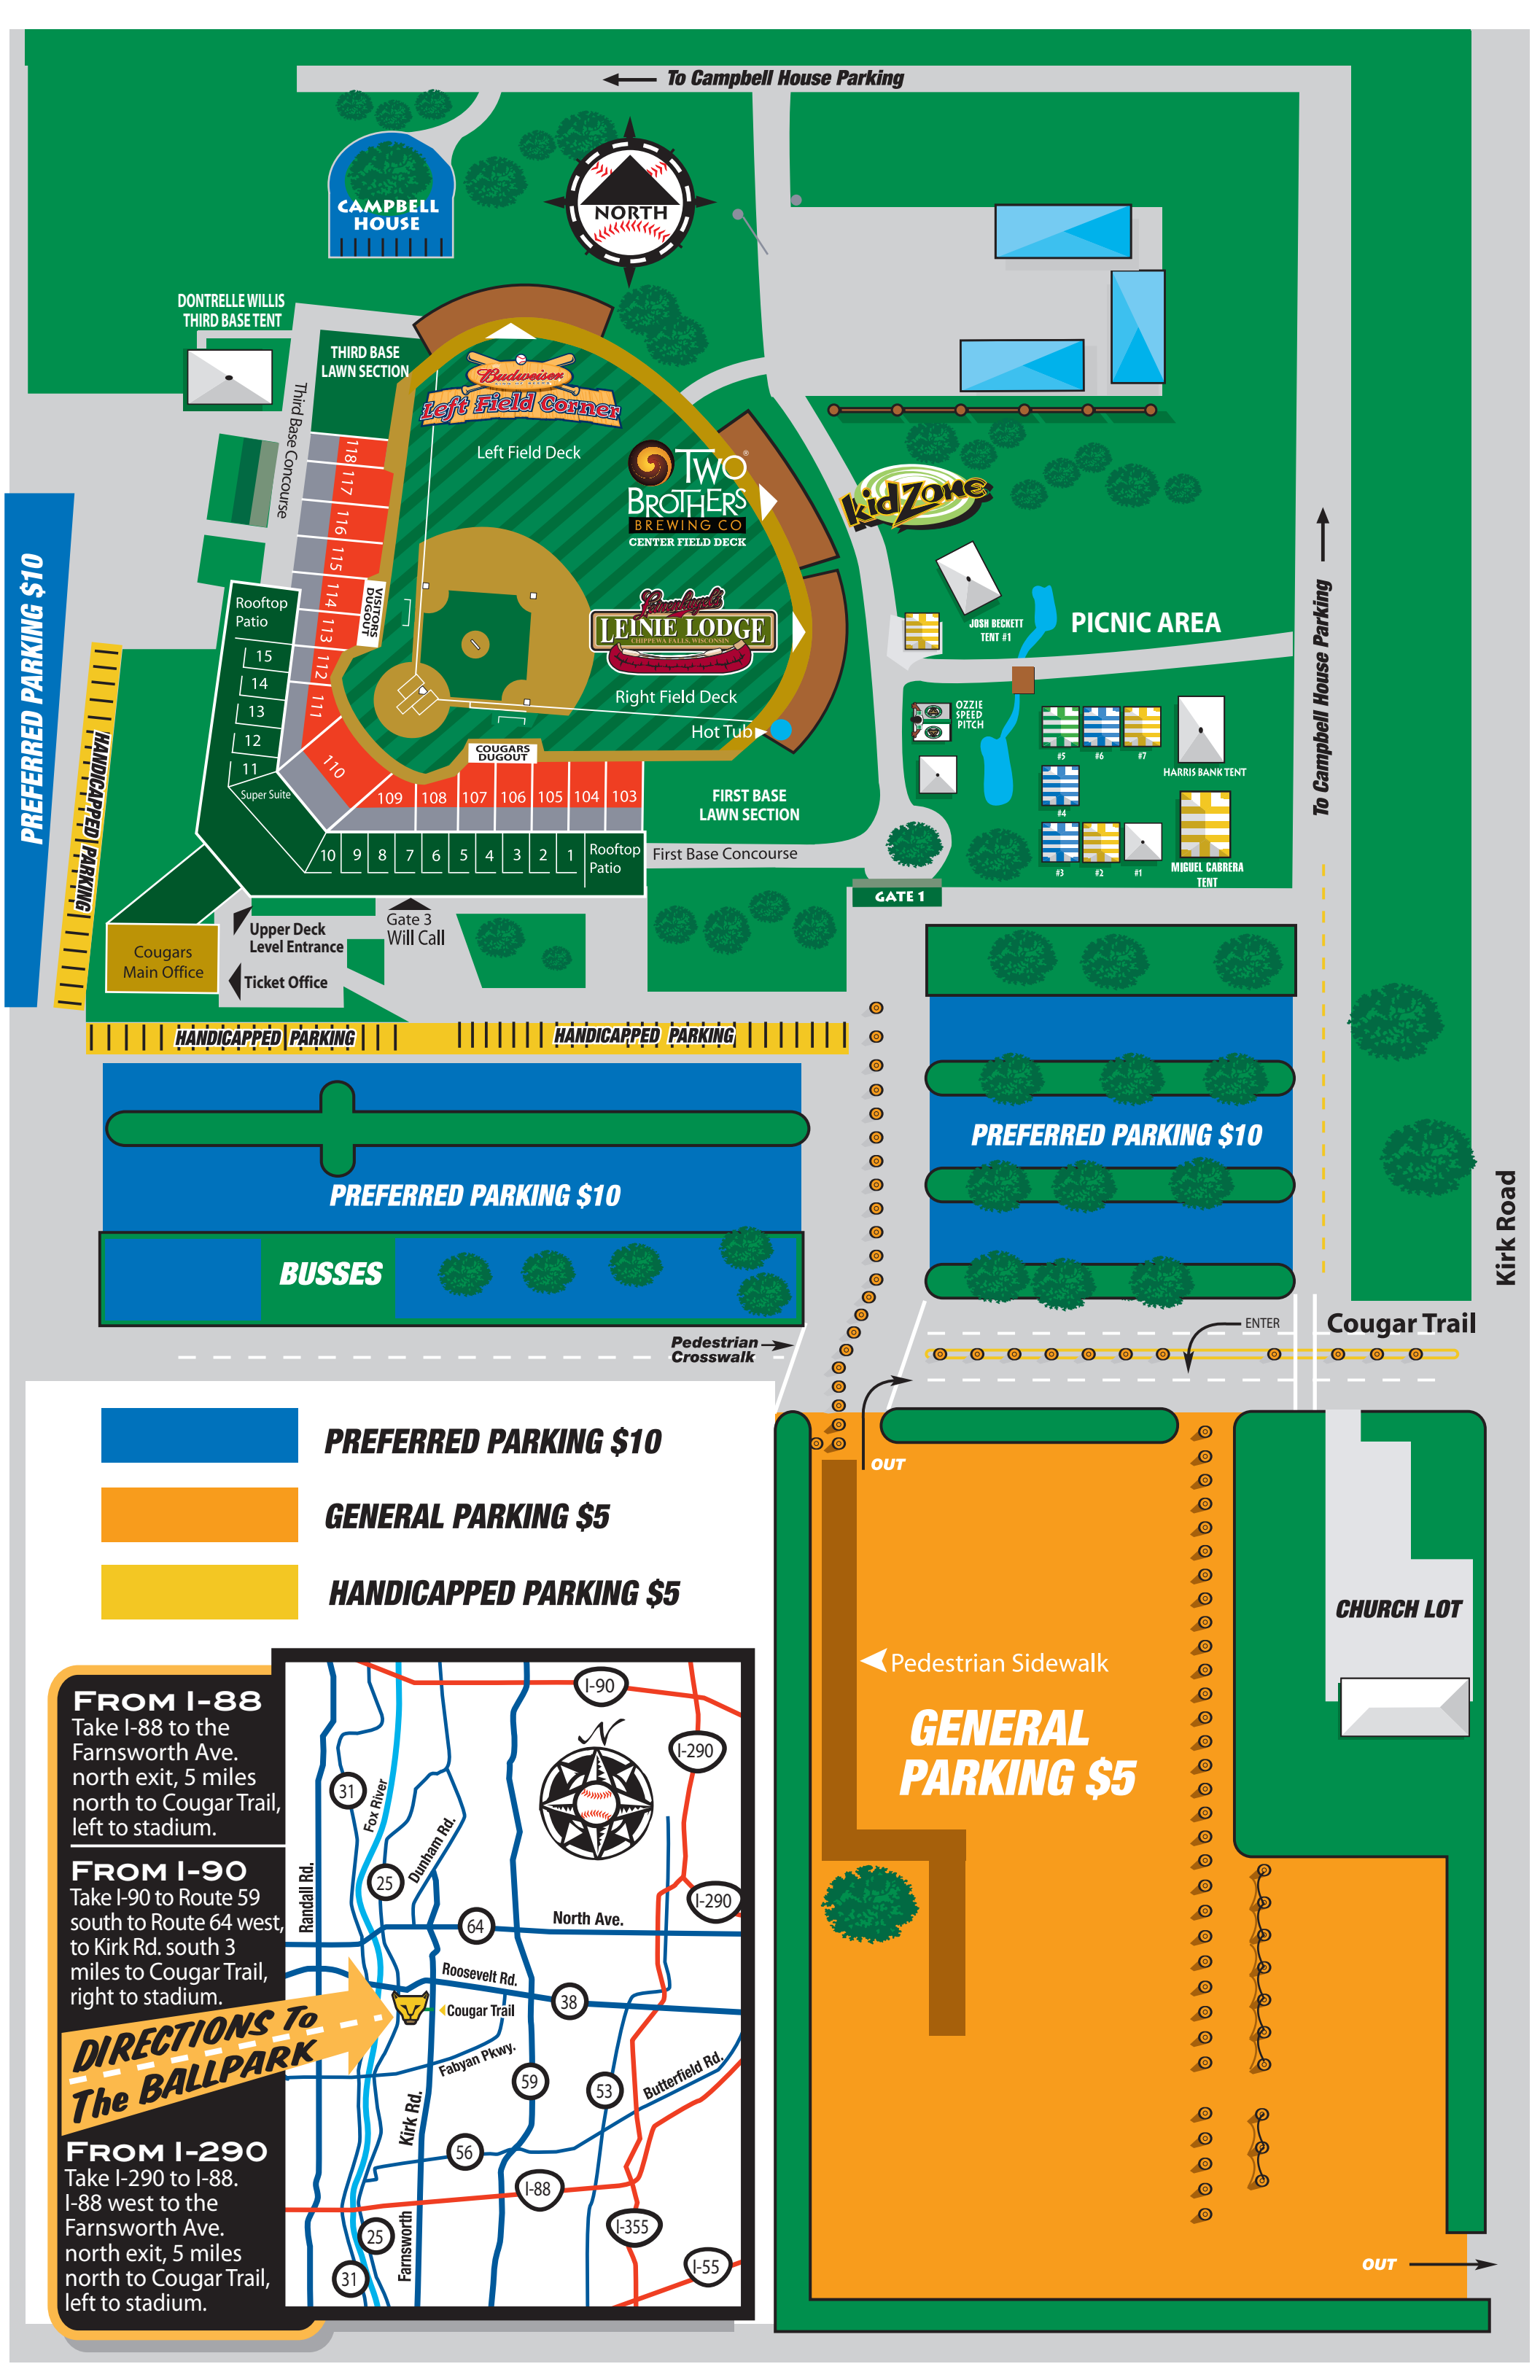 To Campbell House Parking
CAMPBELL
HOUSE
NORTH
DONTRELLE WILLIS
THIRD BASE TENT
THIRD BASE
LAWN SECTION
Third Base Concourse
Budweiser
Left Field Corner
Left Field Deck
TWO
BROTHERS
BREWING CO
CENTER FIELD DECK
kidZone
118
117
116
115
114
113
112
111
110
109
108
107
106
105
104
103
VISITORS
DUGOUT
Leinenkugel's
LEINIE LODGE
CHIPPEWA FALLS, WISCONSIN
Right Field Deck
Hot Tub
COUGARS
DUGOUT
JOSH BECKETT
TENT #1
PICNIC AREA
To Campbell House Parking
OZZIE
SPEED
PITCH
#5
#6
#7
HARRIS BANK TENT
#4
#3
#2
#1
MIGUEL CABRERA
TENT
PREFERRED PARKING $10
HANDICAPPED PARKING
Rooftop
Patio
15
14
13
12
11
Super Suite
10
9
8
7
6
5
4
3
2
1
Rooftop
Patio
FIRST BASE
LAWN SECTION
First Base Concourse
GATE 1
Cougars
Main Office
Upper Deck
Level Entrance
Ticket Office
Gate 3
Will Call
HANDICAPPED PARKING
HANDICAPPED PARKING
PREFERRED PARKING $10
PREFERRED PARKING $10
BUSSES
Kirk Road
Pedestrian
Crosswalk
ENTER
Cougar Trail
OUT
PREFERRED PARKING $10
GENERAL PARKING $5
HANDICAPPED PARKING $5
CHURCH LOT
Pedestrian Sidewalk
GENERAL
PARKING $5
OUT
FROM I-88
Take I-88 to the
Farnsworth Ave.
north exit, 5 miles
north to Cougar Trail,
left to stadium.
FROM I-90
Take I-90 to Route 59
south to Route 64 west,
to Kirk Rd. south 3
miles to Cougar Trail,
right to stadium.
DIRECTIONS To
The BALLPARK
FROM I-290
Take I-290 to I-88.
I-88 west to the
Farnsworth Ave.
north exit, 5 miles
north to Cougar Trail,
left to stadium.
I-90
N
I-290
31
Fox River
Dunham Rd.
25
Randall Rd.
I-290
64
North Ave.
Roosevelt Rd.
38
Cougar Trail
Fabyan Pkwy.
59
53
Butterfield Rd.
Kirk Rd.
56
I-88
I-355
25
Farnsworth
I-55
31